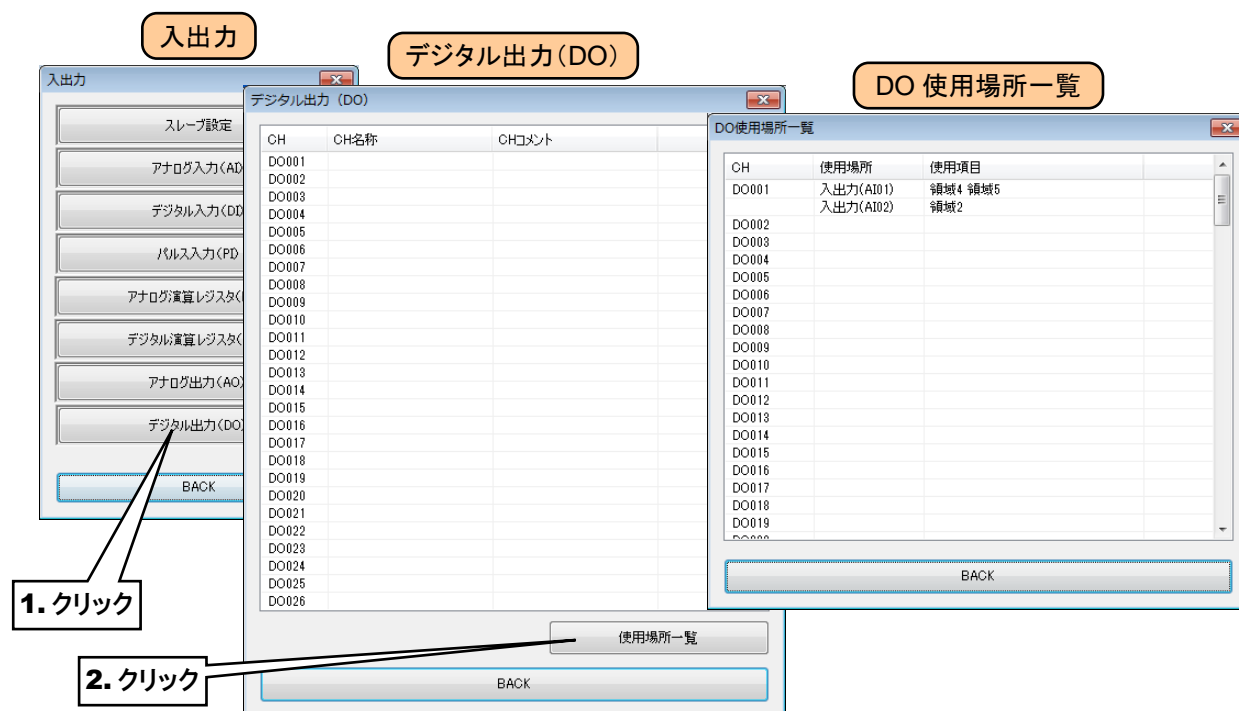 入出力
デジタル出力(DO)
DO 使用場所一覧
入出力
スレーブ設定
アナログ入力(AI)
デジタル入力(DI)
パルス入力(PI)
アナログ演算レジスタ(
デジタル演算レジスタ(
アナログ出力(AO)
デジタル出力(DO)
BACK
1. クリック
デジタル出力 (DO)
CH CH名称 CHコメント
DO001
DO002
DO003
DO004
DO005
DO006
DO007
DO008
DO009
DO010
DO011
DO012
DO013
DO014
DO015
DO016
DO017
DO018
DO019
DO020
DO021
DO022
DO023
DO024
DO025
DO026
使用場所一覧
2. クリック
BACK
DO使用場所一覧
CH 使用場所 使用項目
DO001 入出力(AI01) 領域4 領域5
入出力(AI02) 領域2
DO002
DO003
DO004
DO005
DO006
DO007
DO008
DO009
DO010
DO011
DO012
DO013
DO014
DO015
DO016
DO017
DO018
DO019
BACK